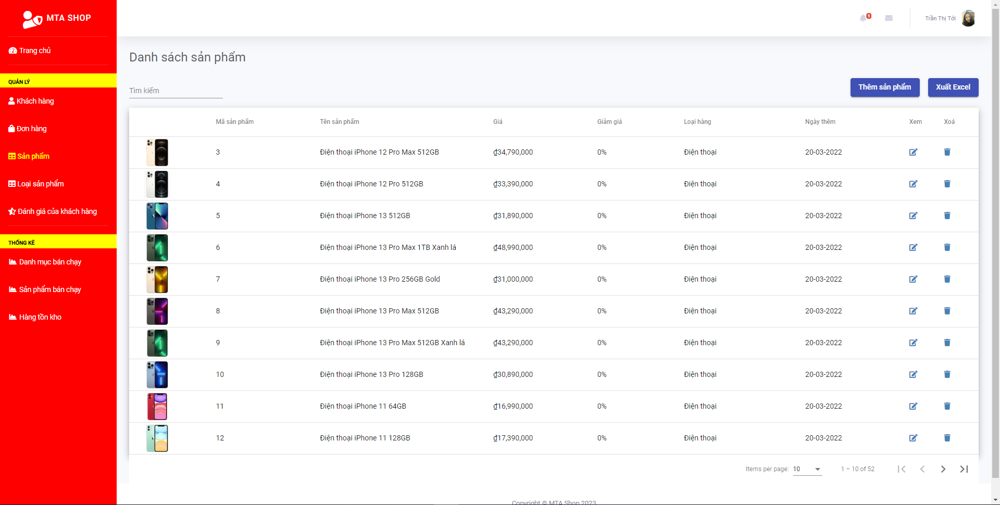 MTA SHOP
Trang chủ
QUẢN LÝ
Khách hàng
Đơn hàng
Sản phẩm
Loại sản phẩm
Đánh giá của khách hàng
THỐNG KÊ
Danh mục bán chạy
Sản phẩm bán chạy
Hàng tồn kho
1
Trần Thị Tới
Danh sách sản phẩm
Tìm kiếm
Thêm sản phẩm Xuất Excel
Mã sản phẩm Tên sản phẩm Giá Giảm giá Loại hàng Ngày thêm Xem Xoá
3 Điện thoại iPhone 12 Pro Max 512GB ₫34,790,000 0% Điện thoại 20-03-2022
4 Điện thoại iPhone 12 Pro 512GB ₫33,390,000 0% Điện thoại 20-03-2022
5 Điện thoại iPhone 13 512GB ₫31,890,000 0% Điện thoại 20-03-2022
6 Điện thoại iPhone 13 Pro Max 1TB Xanh lá ₫48,990,000 0% Điện thoại 20-03-2022
7 Điện thoại iPhone 13 Pro 256GB Gold ₫31,000,000 0% Điện thoại 20-03-2022
8 Điện thoại iPhone 13 Pro Max 512GB ₫43,290,000 0% Điện thoại 20-03-2022
9 Điện thoại iPhone 13 Pro Max 512GB Xanh lá ₫43,290,000 0% Điện thoại 20-03-2022
10 Điện thoại iPhone 13 Pro 128GB ₫30,890,000 0% Điện thoại 20-03-2022
11 Điện thoại iPhone 11 64GB ₫16,990,000 0% Điện thoại 20-03-2022
12 Điện thoại iPhone 11 128GB ₫17,390,000 0% Điện thoại 20-03-2022
Items per page: 10 1 – 10 of 52
Copyright © MTA Shop 2023